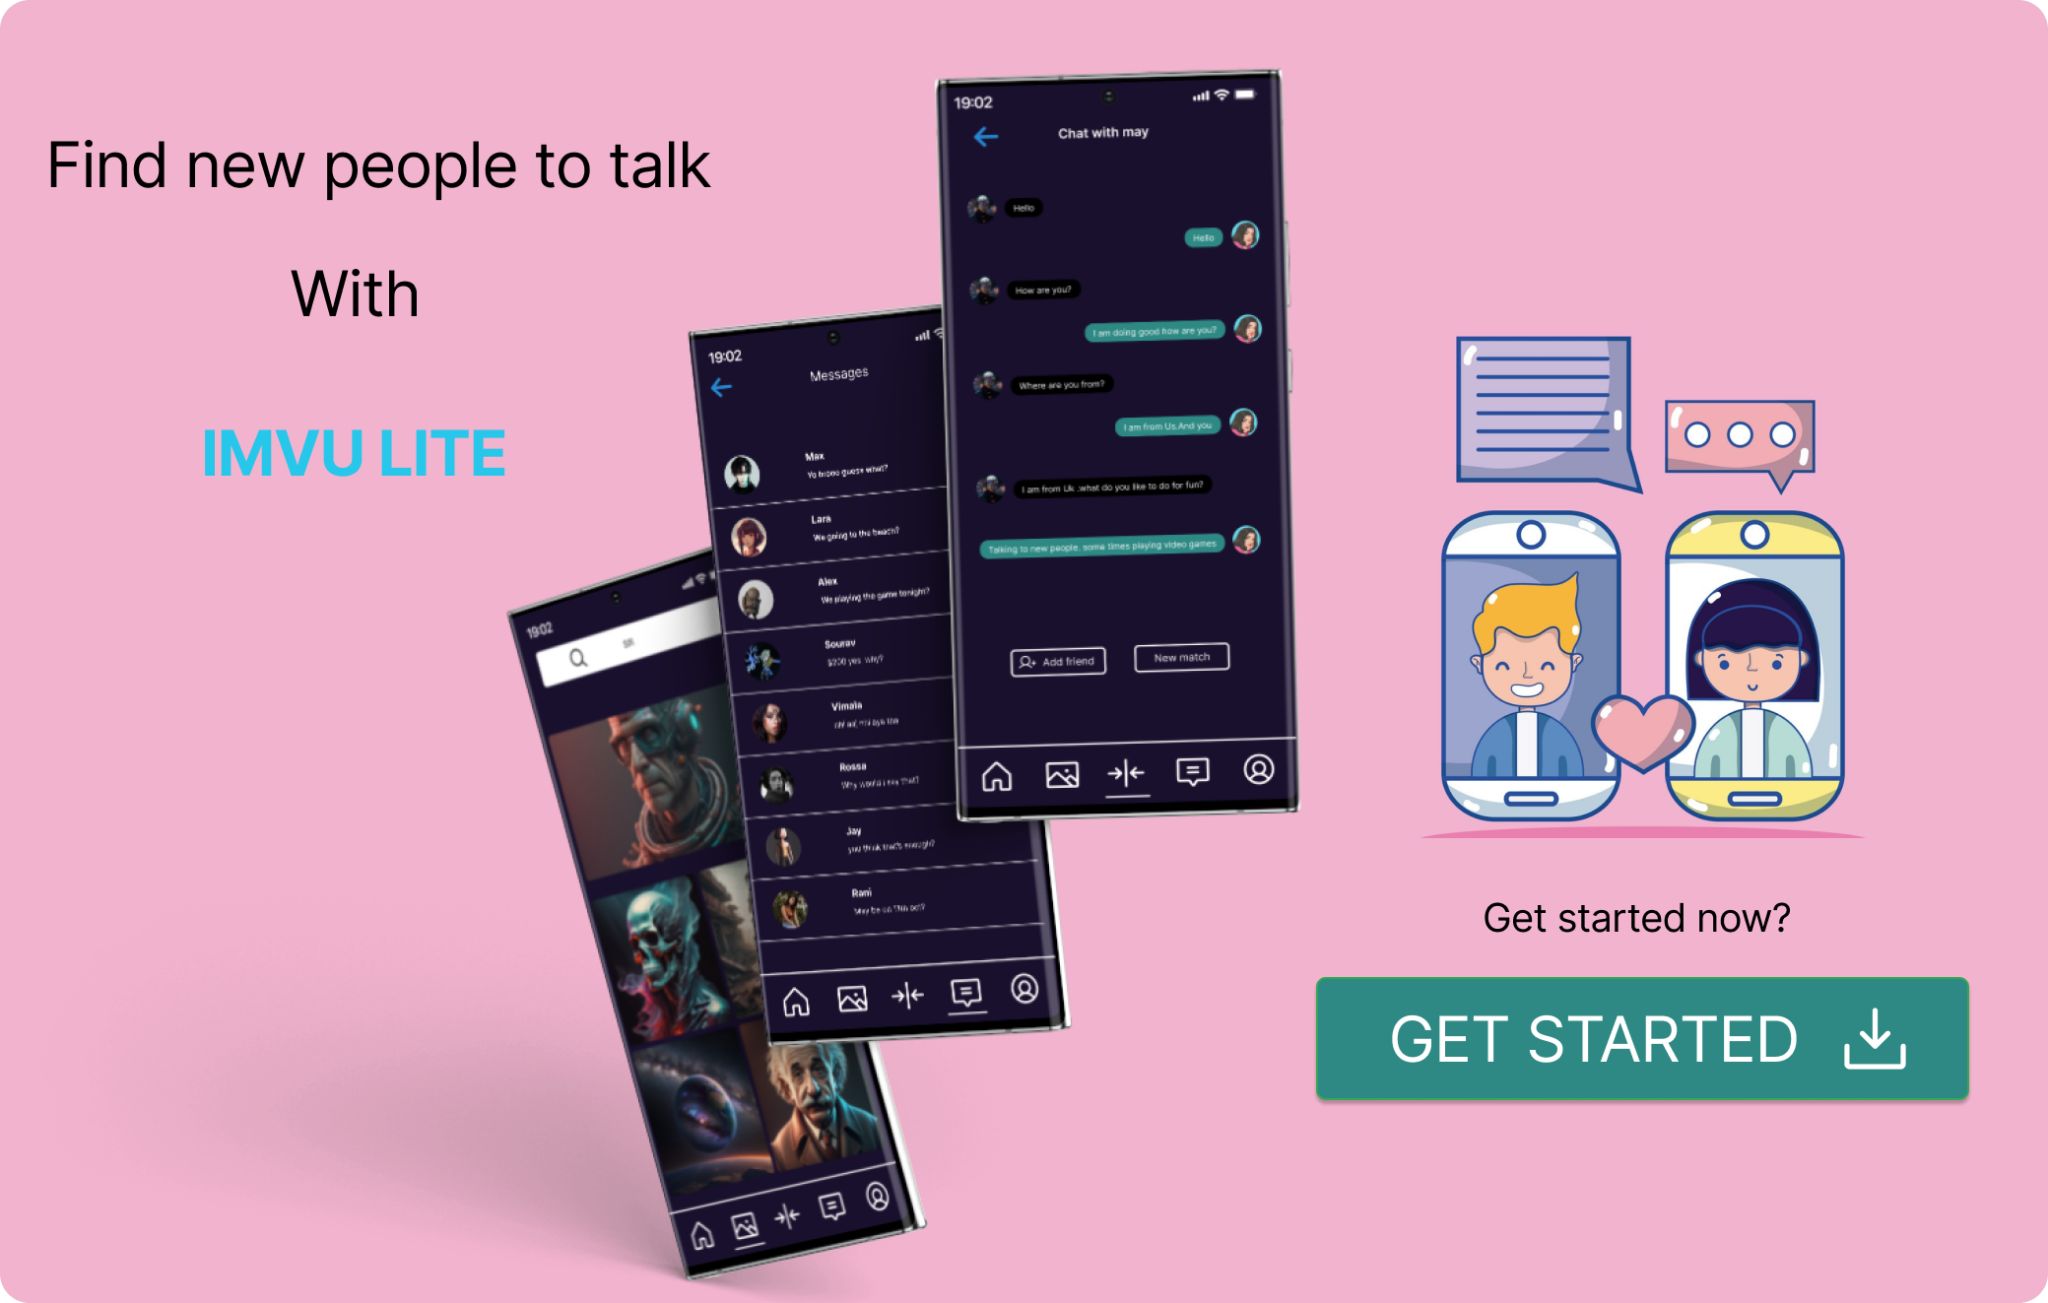 Find new people to talk
With
IMVU LITE
19:02
Chat with may
Hello
Hello
How are you?
I am doing good how are you?
Where are you from?
I am from Us.And you
I am from Uk .what do you like to do for fun?
Talking to new people, some times playing video games
Add friend
New match
19:02
Messages
Max
Yo bruno guess what?
Lara
We going to the beach?
Alex
We playing the game tonight?
Sourav
$200 yes. why?
Vimala
Rossa
Why would i say that?
Jay
you think that's enough?
Rani
May be on
19:02
Get started now?
GET STARTED